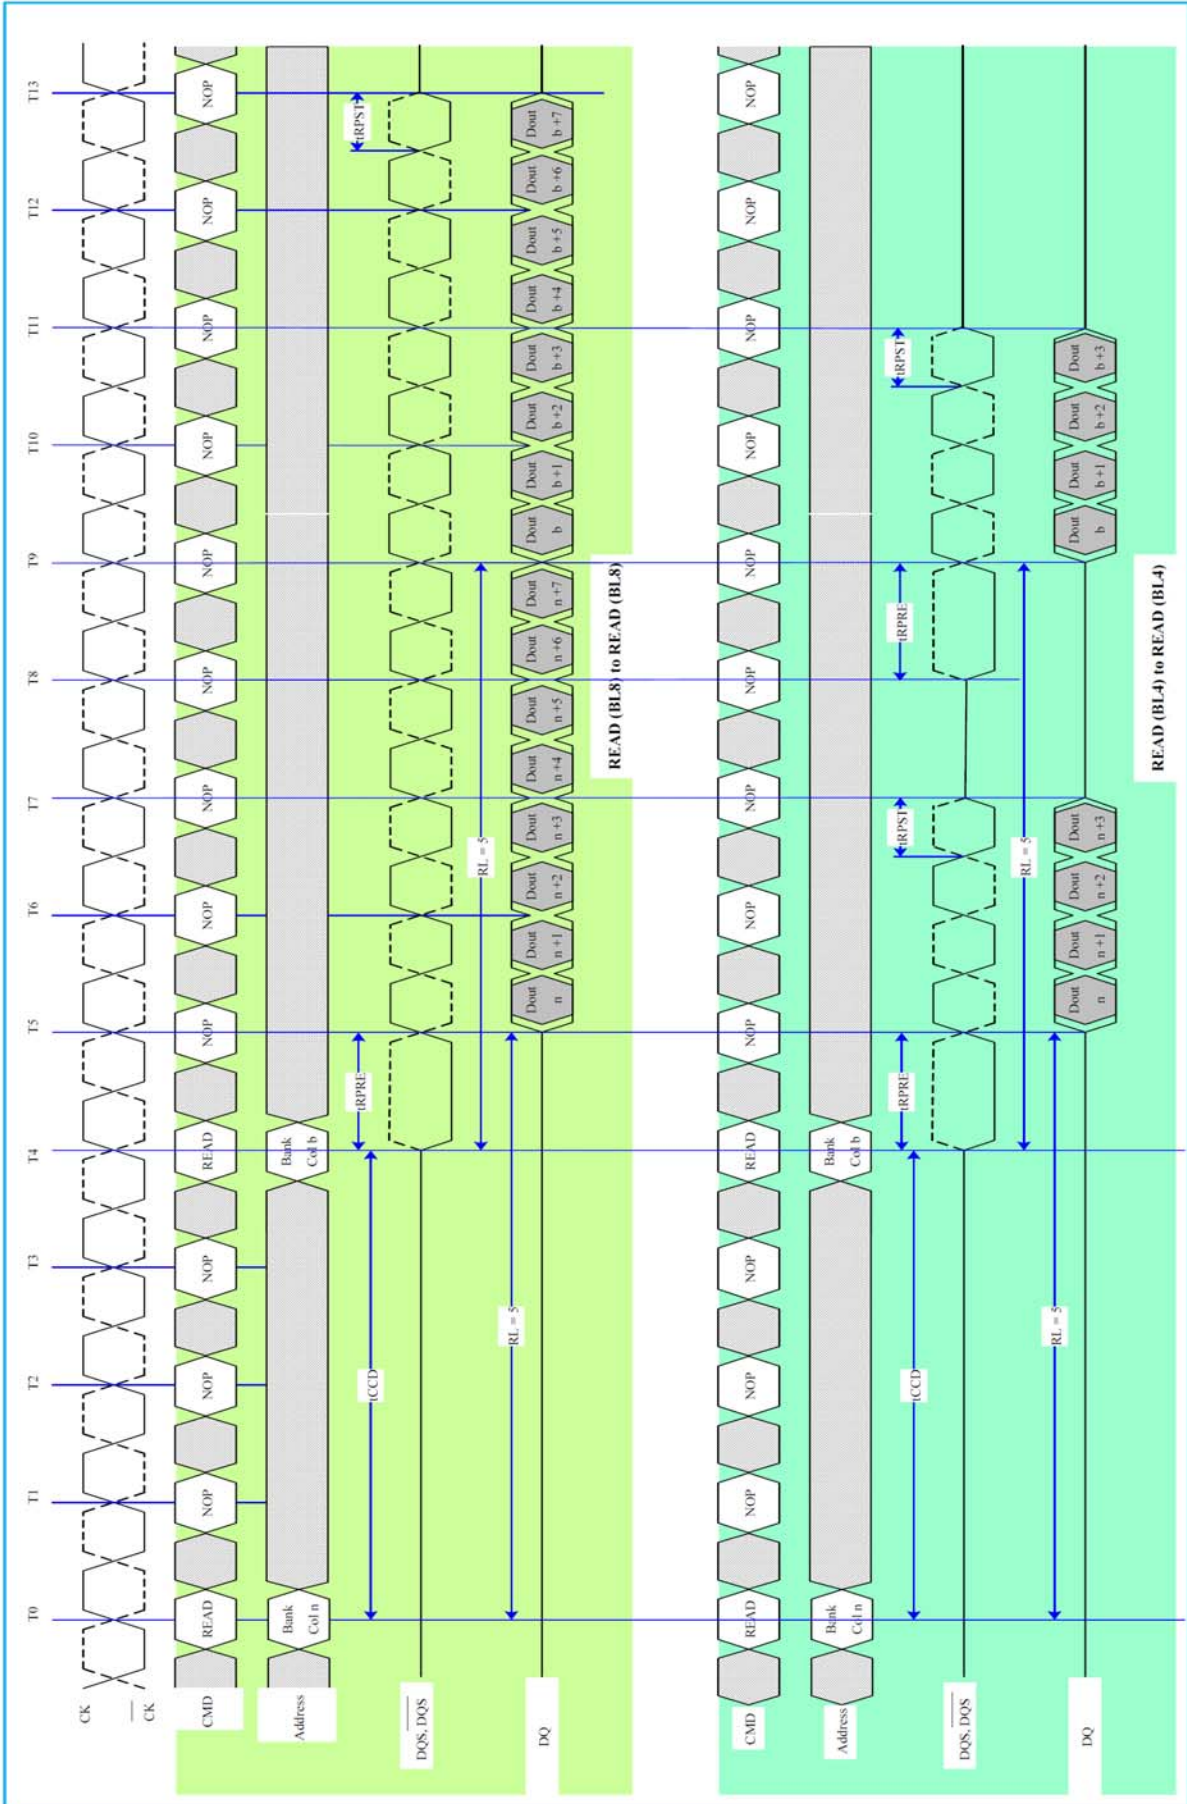 T0 T1 T2 T3 T4 T5 T6 T7 T8 T9 T10 T11 T12 T13
CK
CK
CMD READ NOP NOP NOP READ NOP NOP NOP NOP NOP NOP NOP NOP NOP
Address
Bank
Col n
Bank
Col b
tCCD tRPRE tRPST
DQS, DQS
RL = 5
RL = 5
DQ
Dout
n
Dout
n +1
Dout
n +2
Dout
n +3
Dout
n +4
Dout
n +5
Dout
n +6
Dout
n +7
Dout
b
Dout
b +1
Dout
b +2
Dout
b +3
Dout
b +4
Dout
b +5
Dout
b +6
Dout
b +7
READ (BL8) to READ (BL8)
CMD READ NOP NOP NOP READ NOP NOP NOP NOP NOP NOP NOP NOP NOP
Address
Bank
Col n
Bank
Col b
tCCD tRPRE tRPST tRPRE tRPST
DQS, DQS
RL = 5
RL = 5
DQ
Dout
n
Dout
n +1
Dout
n +2
Dout
n +3
Dout
b
Dout
b +1
Dout
b +2
Dout
b +3
READ (BL4) to READ (BL4)